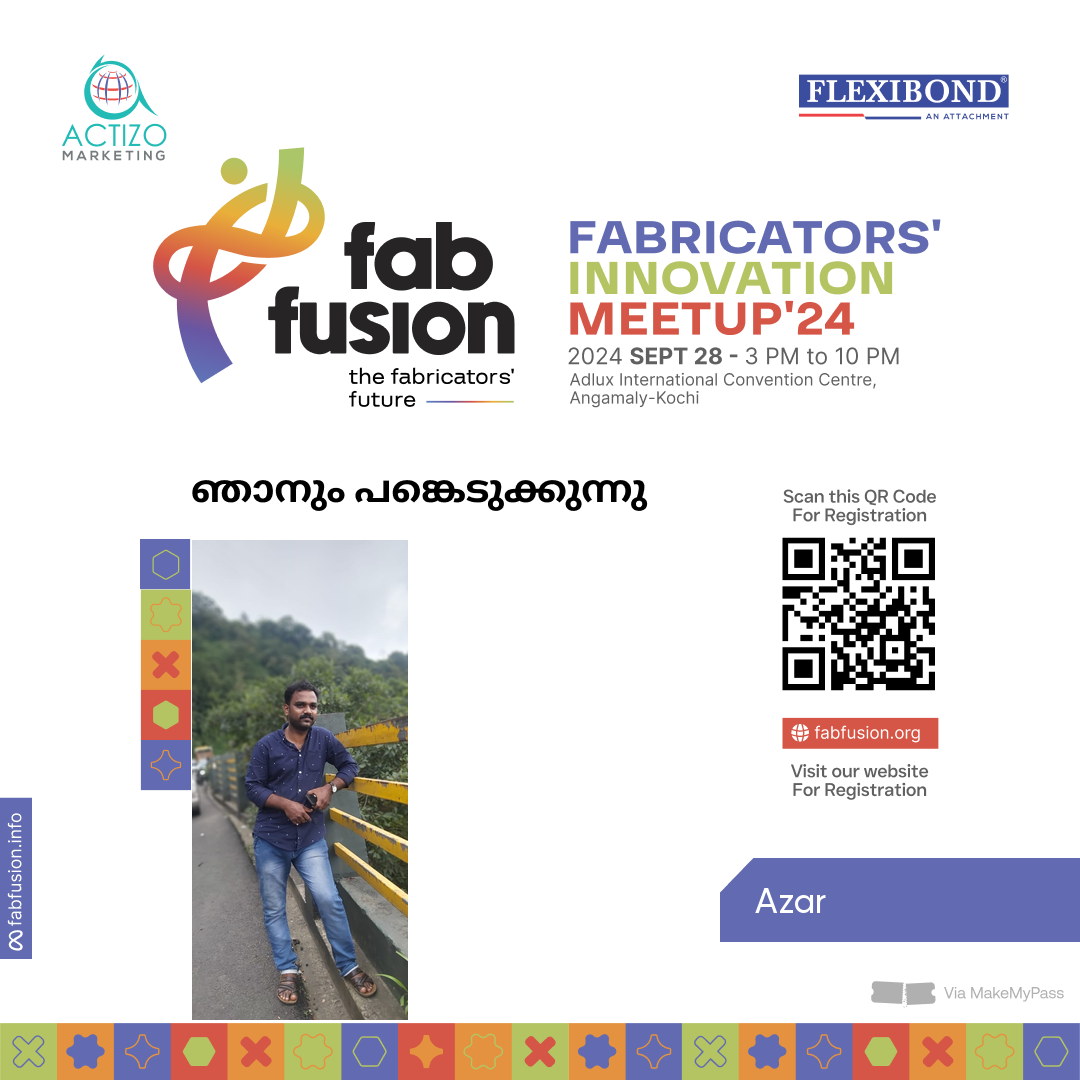 ACTIZO
MARKETING
FLEXIBOND®
AN ATTACHMENT
fab
fusion
the fabricators'
future
FABRICATORS'
INNOVATION
MEETUP'24
2024 SEPT 28 - 3 PM to 10 PM
Adlux International Convention Centre,
Angamaly-Kochi
ഞാനും പങ്കെടുക്കുന്നു
Scan this QR Code
For Registration
fabfusion.org
Visit our website
For Registration
fabfusion.info
Azar
Via MakeMyPass